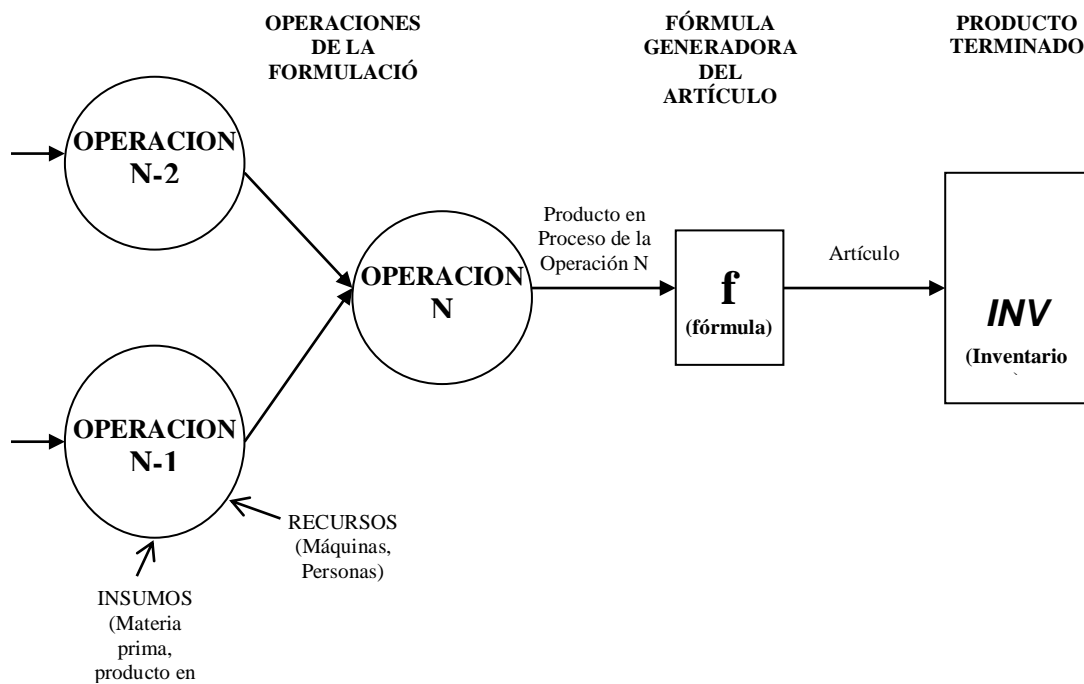 OPERACIONES
DE LA
FORMULACIÓ
FÓRMULA
GENERADORA
DEL
ARTÍCULO
PRODUCTO
TERMINADO
OPERACION
N-2
OPERACION
N
Producto en
Proceso de la
Operación N
f
(fórmula)
Artículo
INV
(Inventario
OPERACION
N-1
RECURSOS
(Máquinas,
Personas)
INSUMOS
(Materia
prima,
producto en